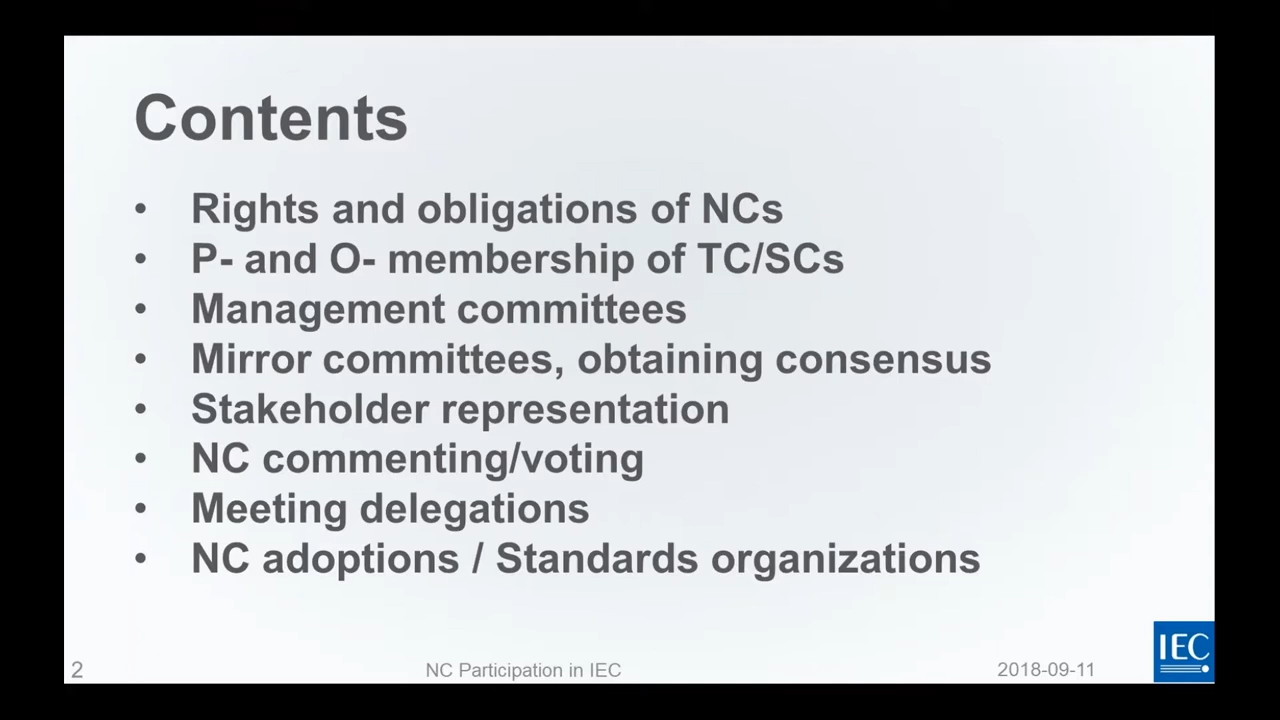 Contents
• Rights and obligations of NCs
• P- and O- membership of TC/SCs
• Management committees
• Mirror committees, obtaining consensus
• Stakeholder representation
• NC commenting/voting
• Meeting delegations
• NC adoptions / Standards organizations
2
NC Participation in IEC
2018-09-11
IEC